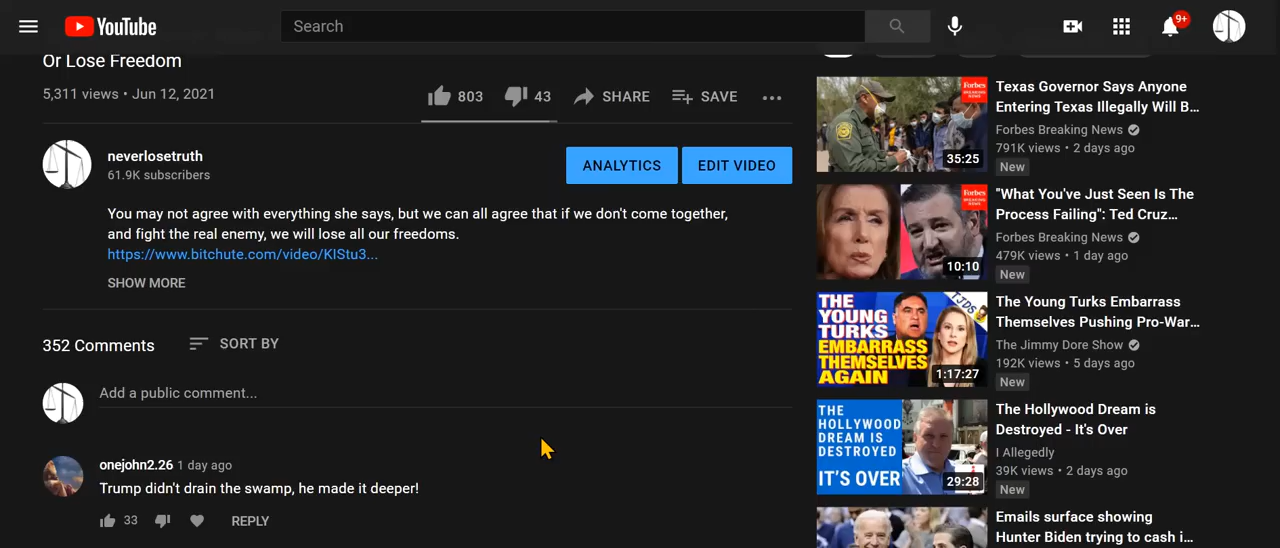 YouTube
Search
9+
Or Lose Freedom
5,311 views • Jun 12, 2021
803
43
SHARE
SAVE
neverlosetruth
61.9K subscribers
ANALYTICS
EDIT VIDEO
You may not agree with everything she says, but we can all agree that if we don't come together,
and fight the real enemy, we will lose all our freedoms.
https://www.bitchute.com/video/KIStu3...
SHOW MORE
352 Comments
SORT BY
Add a public comment...
onejohn2.26 1 day ago
Trump didn't drain the swamp, he made it deeper!
33
REPLY
Forbes
BREAKING
NEWS
35:25
Texas Governor Says Anyone
Entering Texas Illegally Will B...
Forbes Breaking News
791K views • 2 days ago
New
Forbes
BREAKING
NEWS
10:10
"What You've Just Seen Is The
Process Failing": Ted Cruz...
Forbes Breaking News
479K views • 1 day ago
New
THE
YOUNG
TURKS
EMBARRASS
THEMSELVES
AGAIN
TJDS
1:17:27
The Young Turks Embarrass
Themselves Pushing Pro-War...
The Jimmy Dore Show
192K views • 5 days ago
New
THE
HOLLYWOOD
DREAM IS
DESTROYED
IT'S OVER
29:28
The Hollywood Dream is
Destroyed - It's Over
I Allegedly
39K views • 2 days ago
New
Emails surface showing
Hunter Biden trying to cash i...